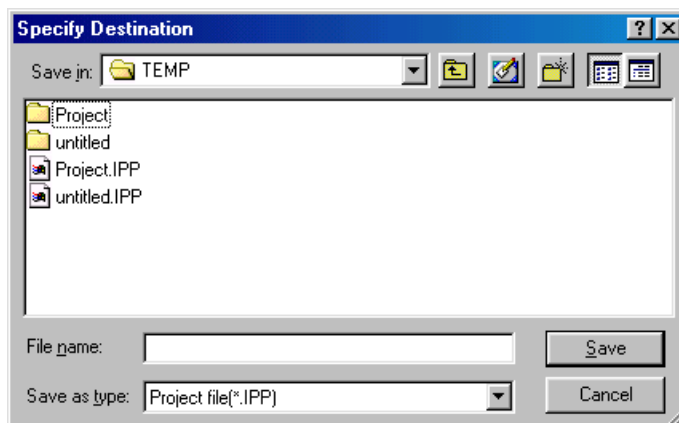 Specify Destination
Save in: TEMP
Project
untitled
Project.IPP
untitled.IPP
File name:
Save
Save as type: Project file(*.IPP)
Cancel